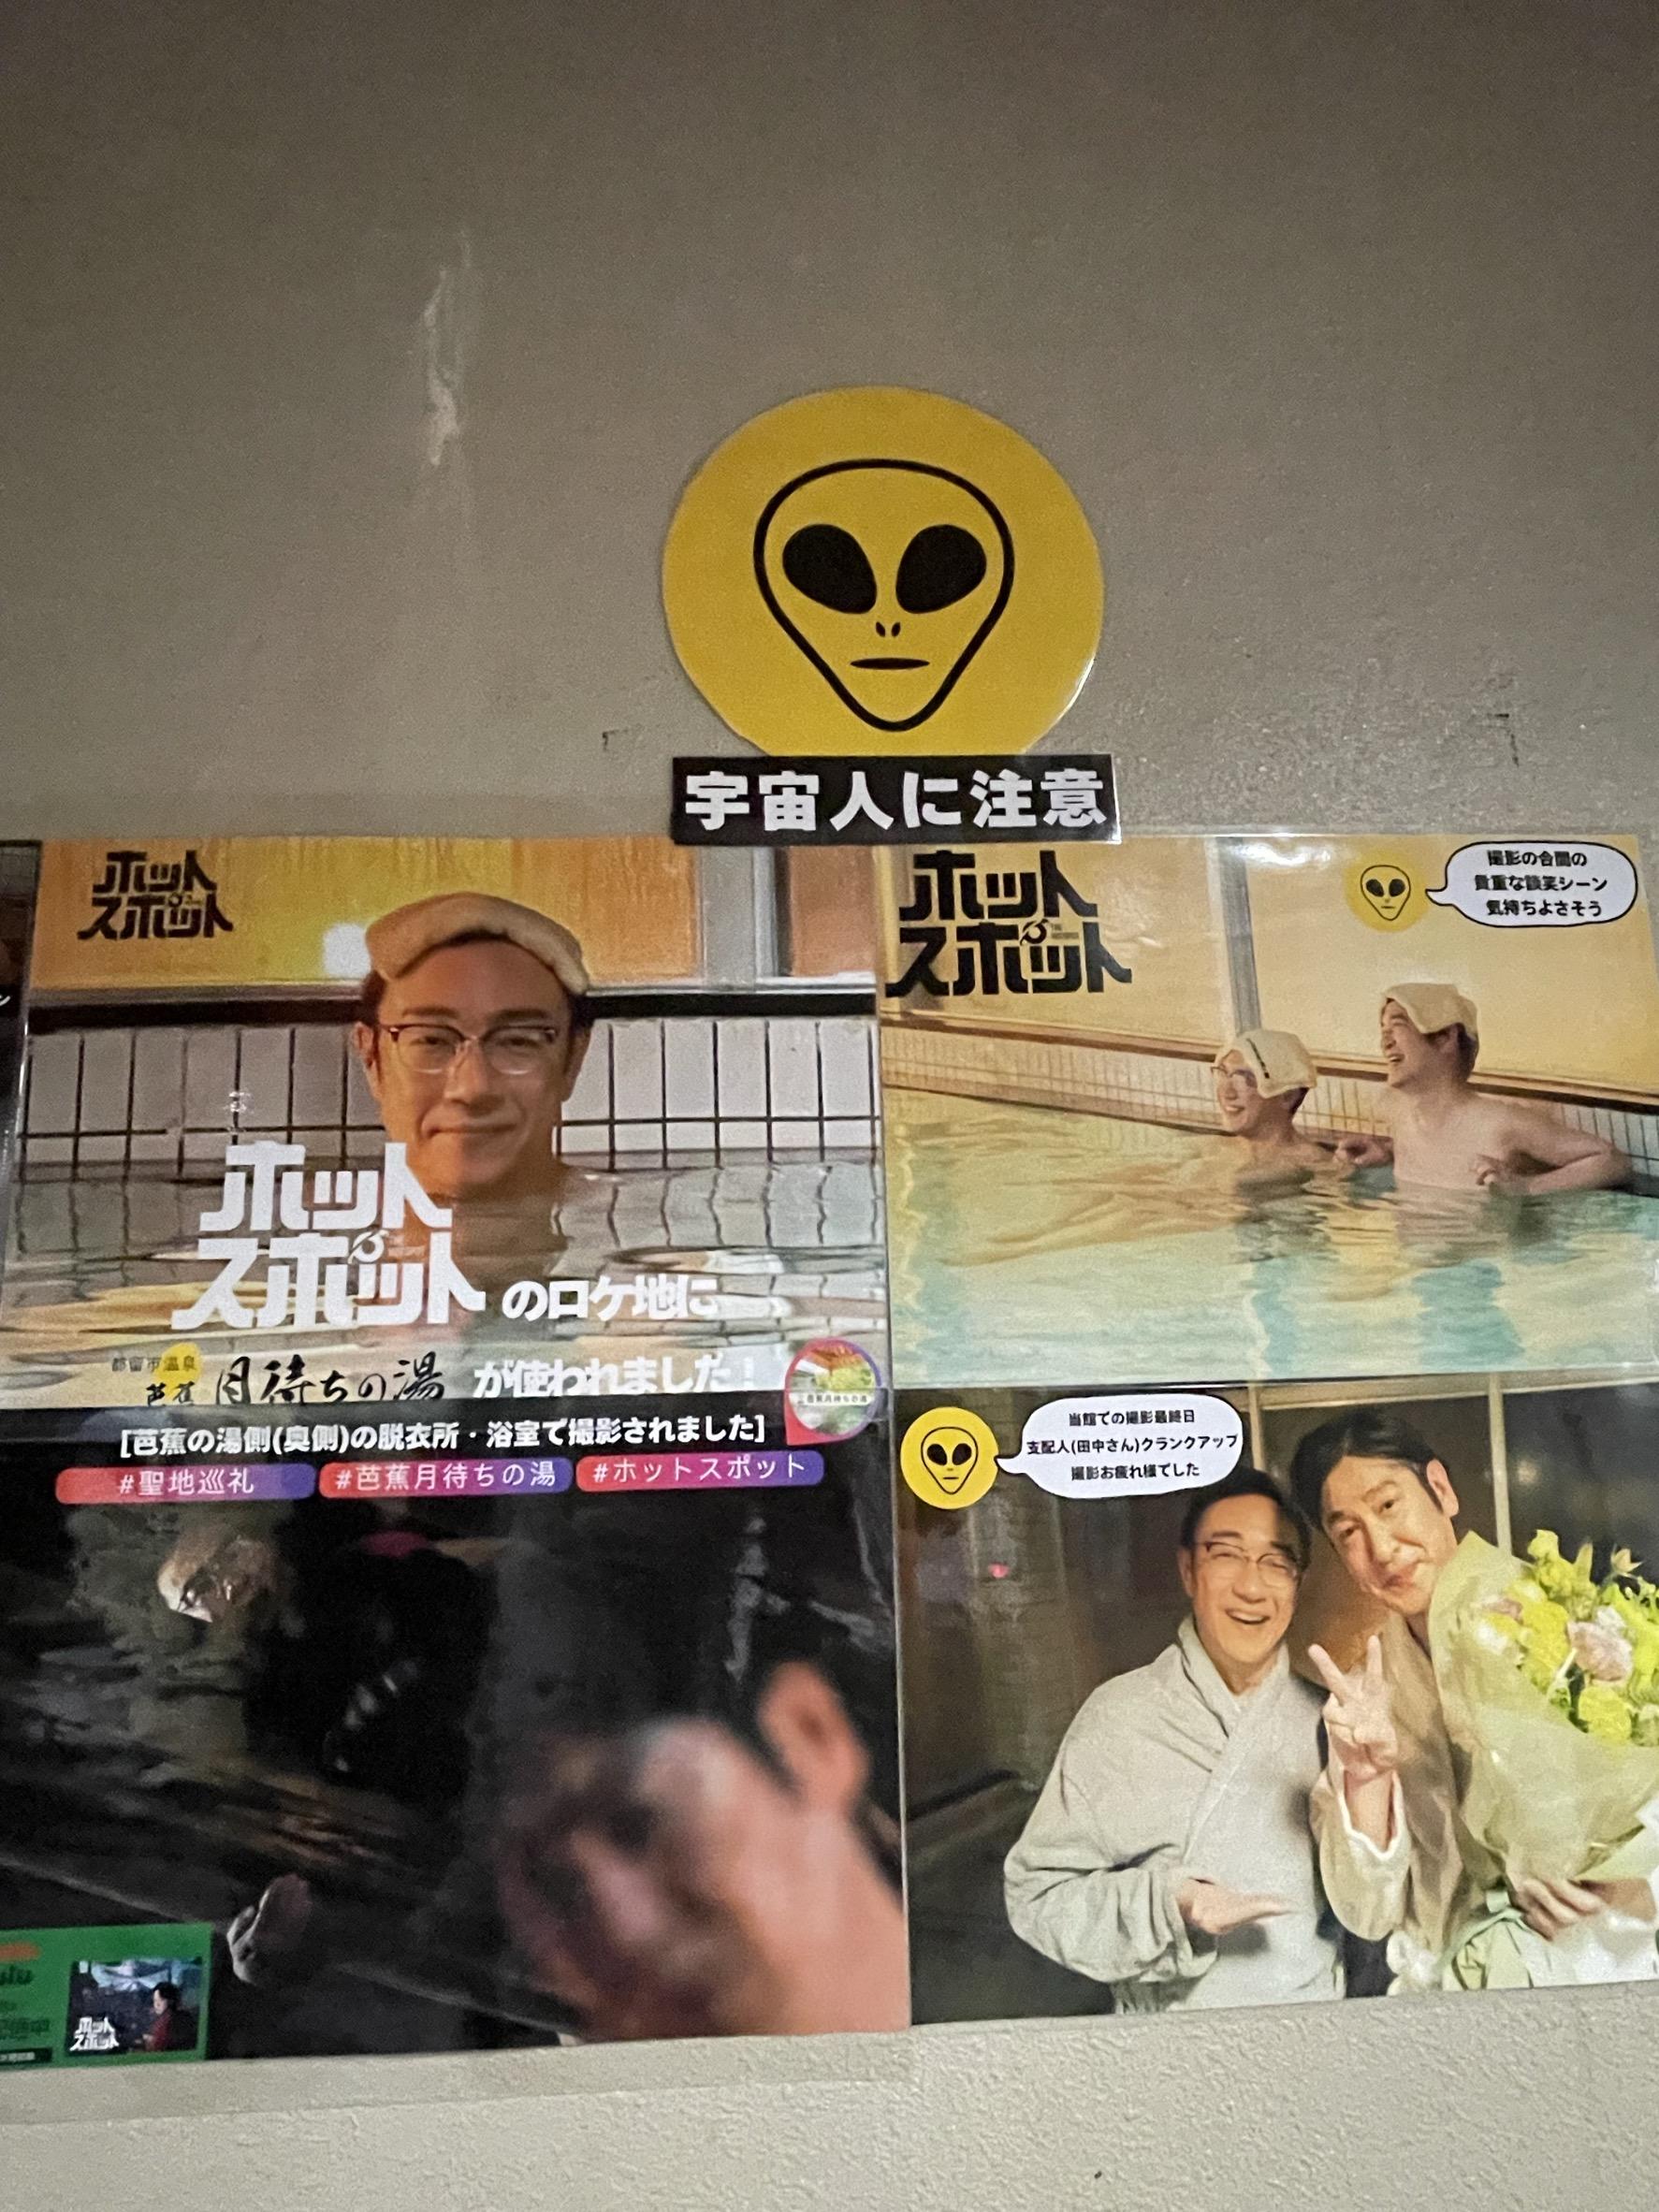 宇宙人に注意
ホット
スポット
ホット
スポット
撮影の合間の
貴重な談笑シーン
気持ちよさそう
ホット
スポット のロケ地に
都留市温泉
芭蕉 月待ちの湯 が使われました!
[芭蕉の湯側(奥側)の脱衣所・浴室で撮影されました]
#聖地巡礼 #芭蕉月待ちの湯 #ホットスポット
当館での撮影最終日
支配人(田中さん)クランクアップ
撮影お疲れ様でした
ホット
スポット